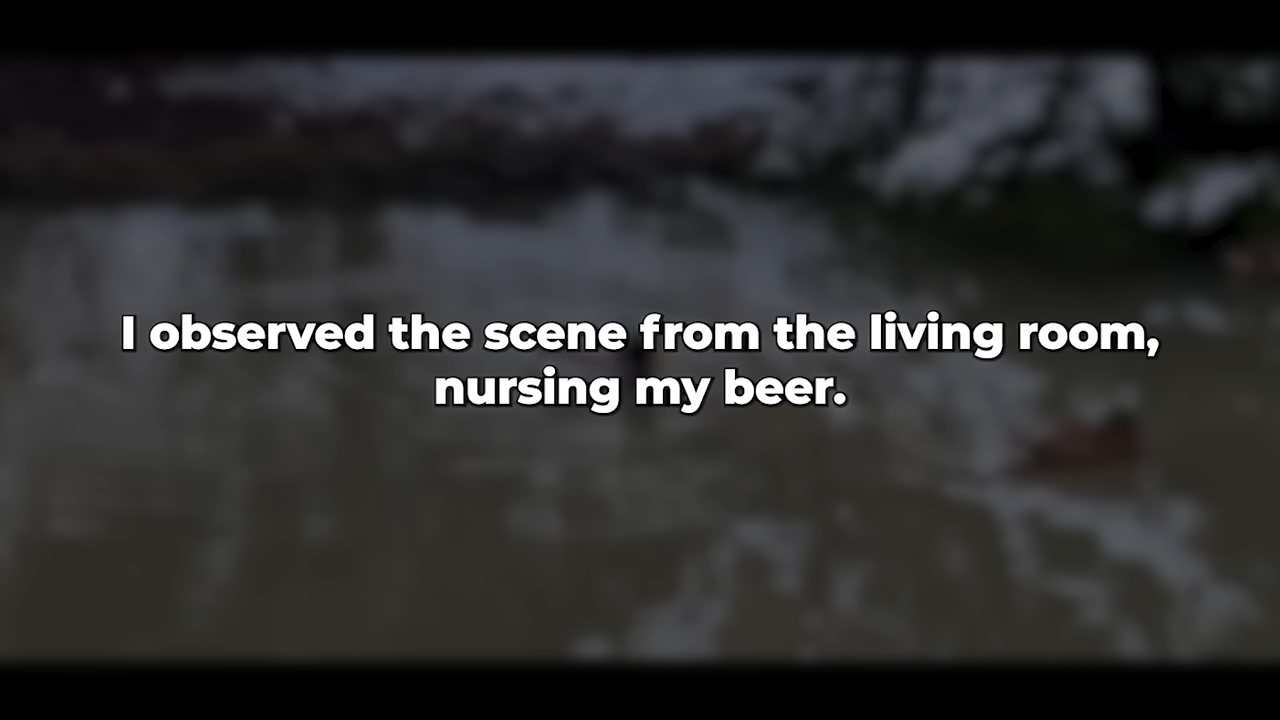 I observed the scene from the living room,
nursing my beer.